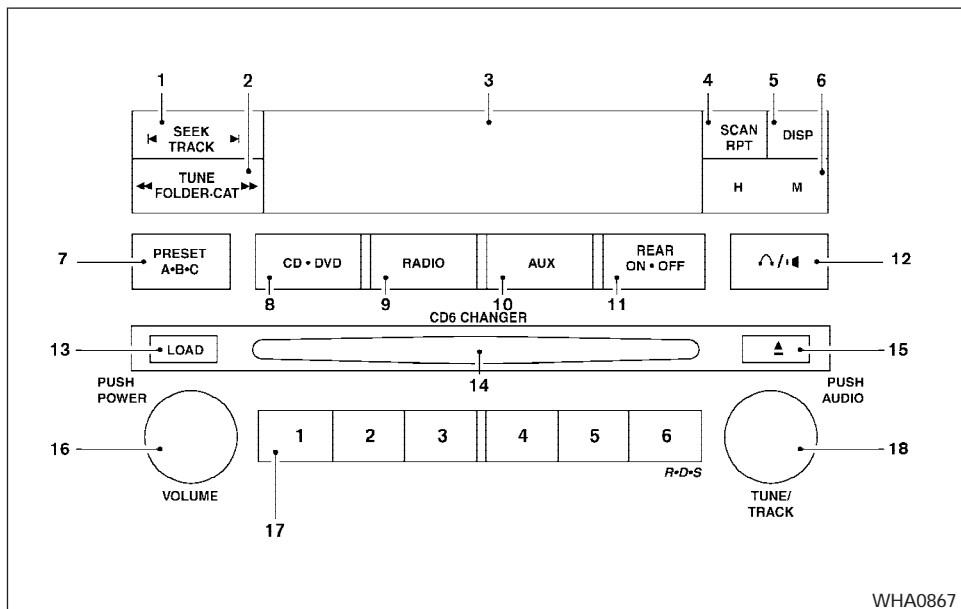 1 2 3 4 5 6
SEEK
TRACK
TUNE
FOLDER•CAT
SCAN
RPT
DISP
H M
7
PRESET
A•B•C
CD • DVD
RADIO
AUX
REAR
ON • OFF
12
8 9 10 11
CD6 CHANGER
13
LOAD
14
15
PUSH
POWER
PUSH
AUDIO
16
1 2 3 4 5 6
18
R•D•S
VOLUME
17
TUNE/
TRACK
WHA0867